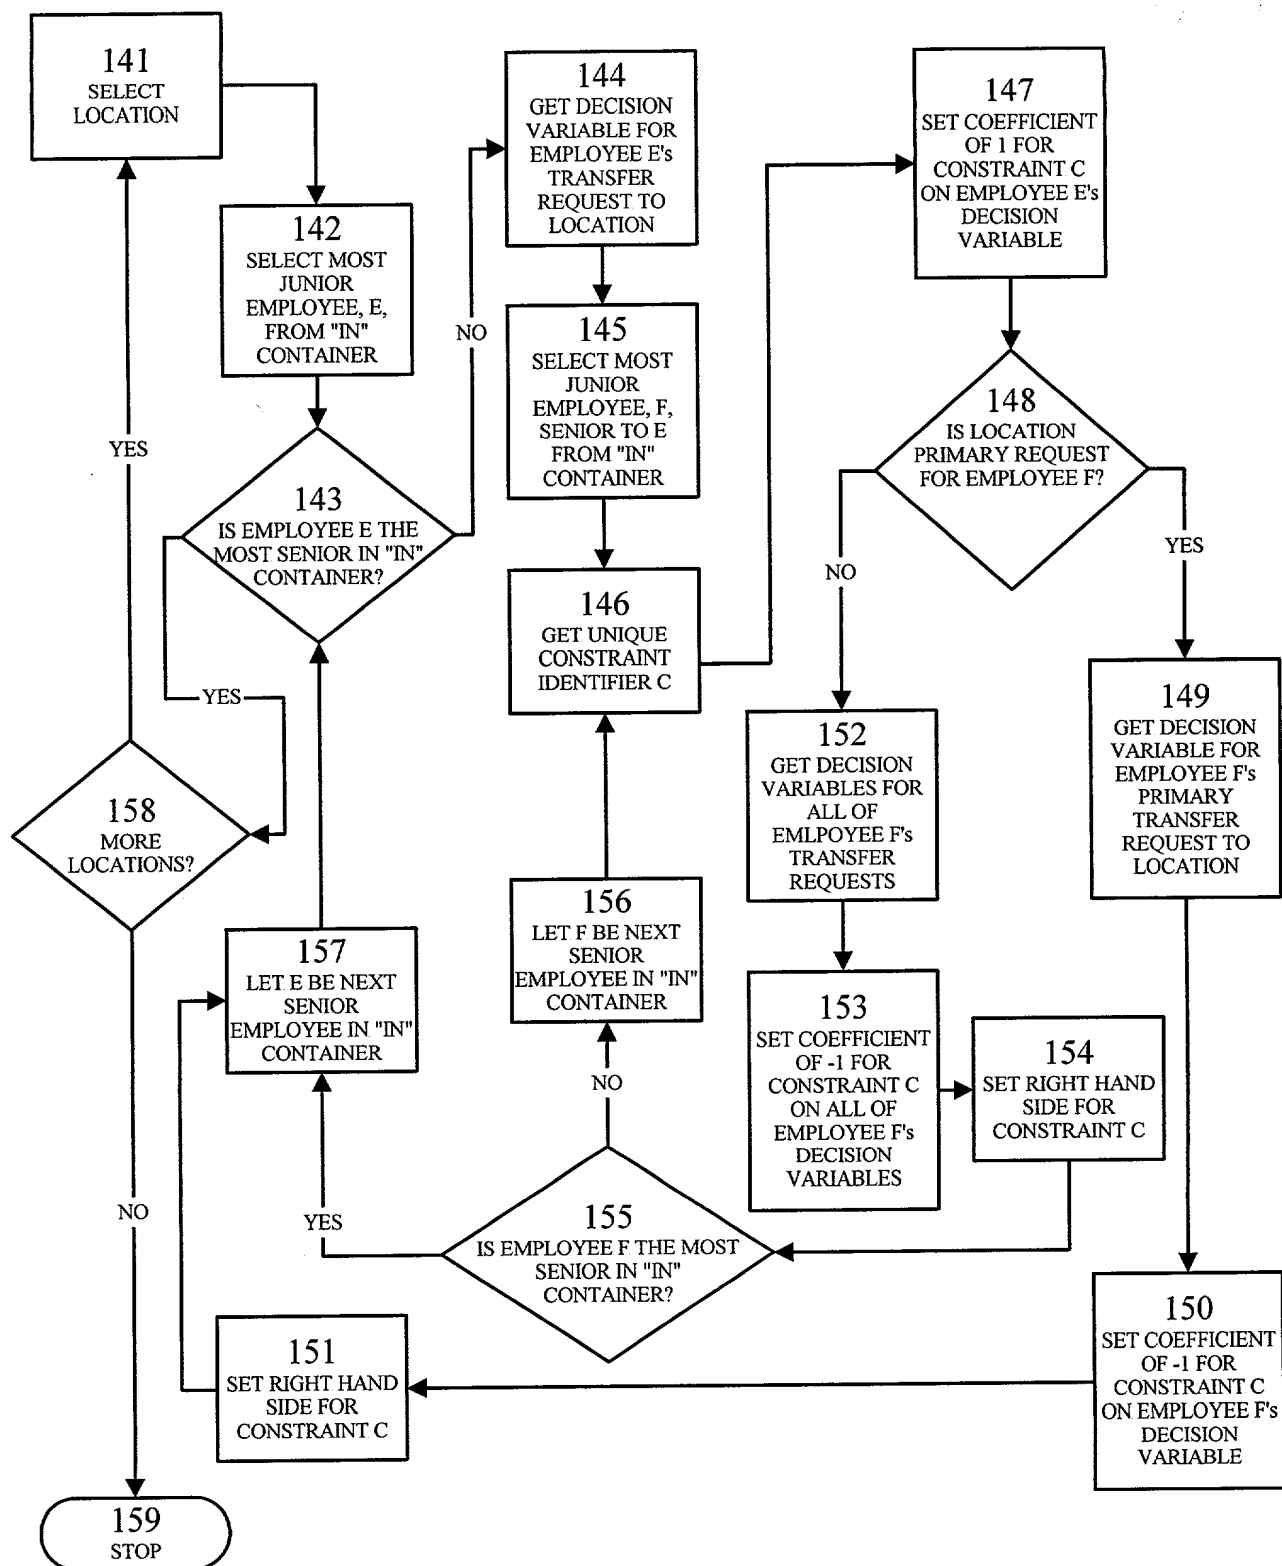 141
SELECT
LOCATION
142
SELECT MOST
JUNIOR
EMPLOYEE, E,
FROM "IN"
CONTAINER
143
IS EMPLOYEE E THE
MOST SENIOR IN "IN"
CONTAINER?
YES
NO
144
GET DECISION
VARIABLE FOR
EMPLOYEE E's
TRANSFER
REQUEST TO
LOCATION
145
SELECT MOST
JUNIOR
EMPLOYEE, F,
SENIOR TO E
FROM "IN"
CONTAINER
146
GET UNIQUE
CONSTRAINT
IDENTIFIER C
147
SET COEFFICIENT
OF 1 FOR
CONSTRAINT C
ON EMPLOYEE E's
DECISION
VARIABLE
148
IS LOCATION
PRIMARY REQUEST
FOR EMPLOYEE F?
NO
YES
149
GET DECISION
VARIABLE FOR
EMPLOYEE F's
PRIMARY
TRANSFER
REQUEST TO
LOCATION
150
SET COEFFICIENT
OF -1 FOR
CONSTRAINT C
ON EMPLOYEE F's
DECISION
VARIABLE
151
SET RIGHT HAND
SIDE FOR
CONSTRAINT C
152
GET DECISION
VARIABLES FOR
ALL OF
EMLPOYEE F's
TRANSFER
REQUESTS
153
SET COEFFICIENT
OF -1 FOR
CONSTRAINT C
ON ALL OF
EMPLOYEE F's
DECISION
VARIABLES
154
SET RIGHT HAND
SIDE FOR
CONSTRAINT C
155
IS EMPLOYEE F THE MOST
SENIOR IN "IN"
CONTAINER?
NO
YES
156
LET F BE NEXT
SENIOR
EMPLOYEE IN "IN"
CONTAINER
157
LET E BE NEXT
SENIOR
EMPLOYEE IN "IN"
CONTAINER
158
MORE
LOCATIONS?
YES
NO
159
STOP